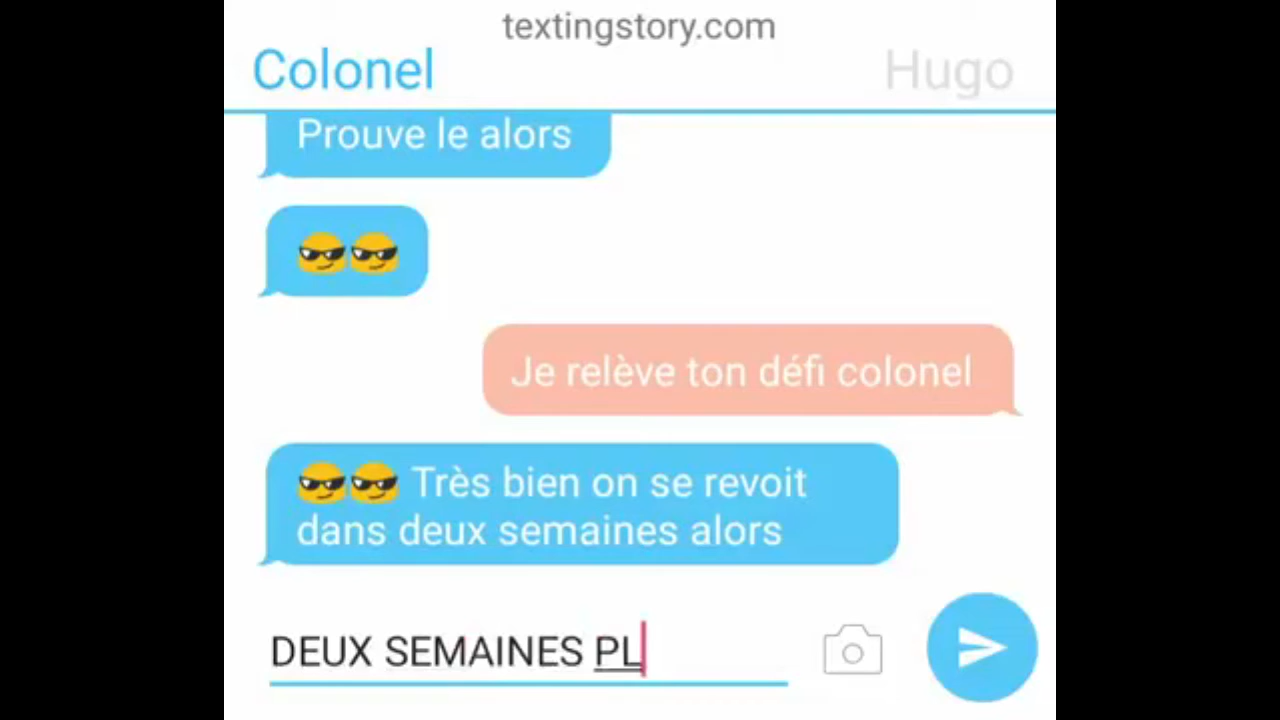 textingstory.com
Colonel Hugo
Prouve le alors
😎😎
Je relève ton défi colonel
😎😎 Très bien on se revoit
dans deux semaines alors
DEUX SEMAINES PL